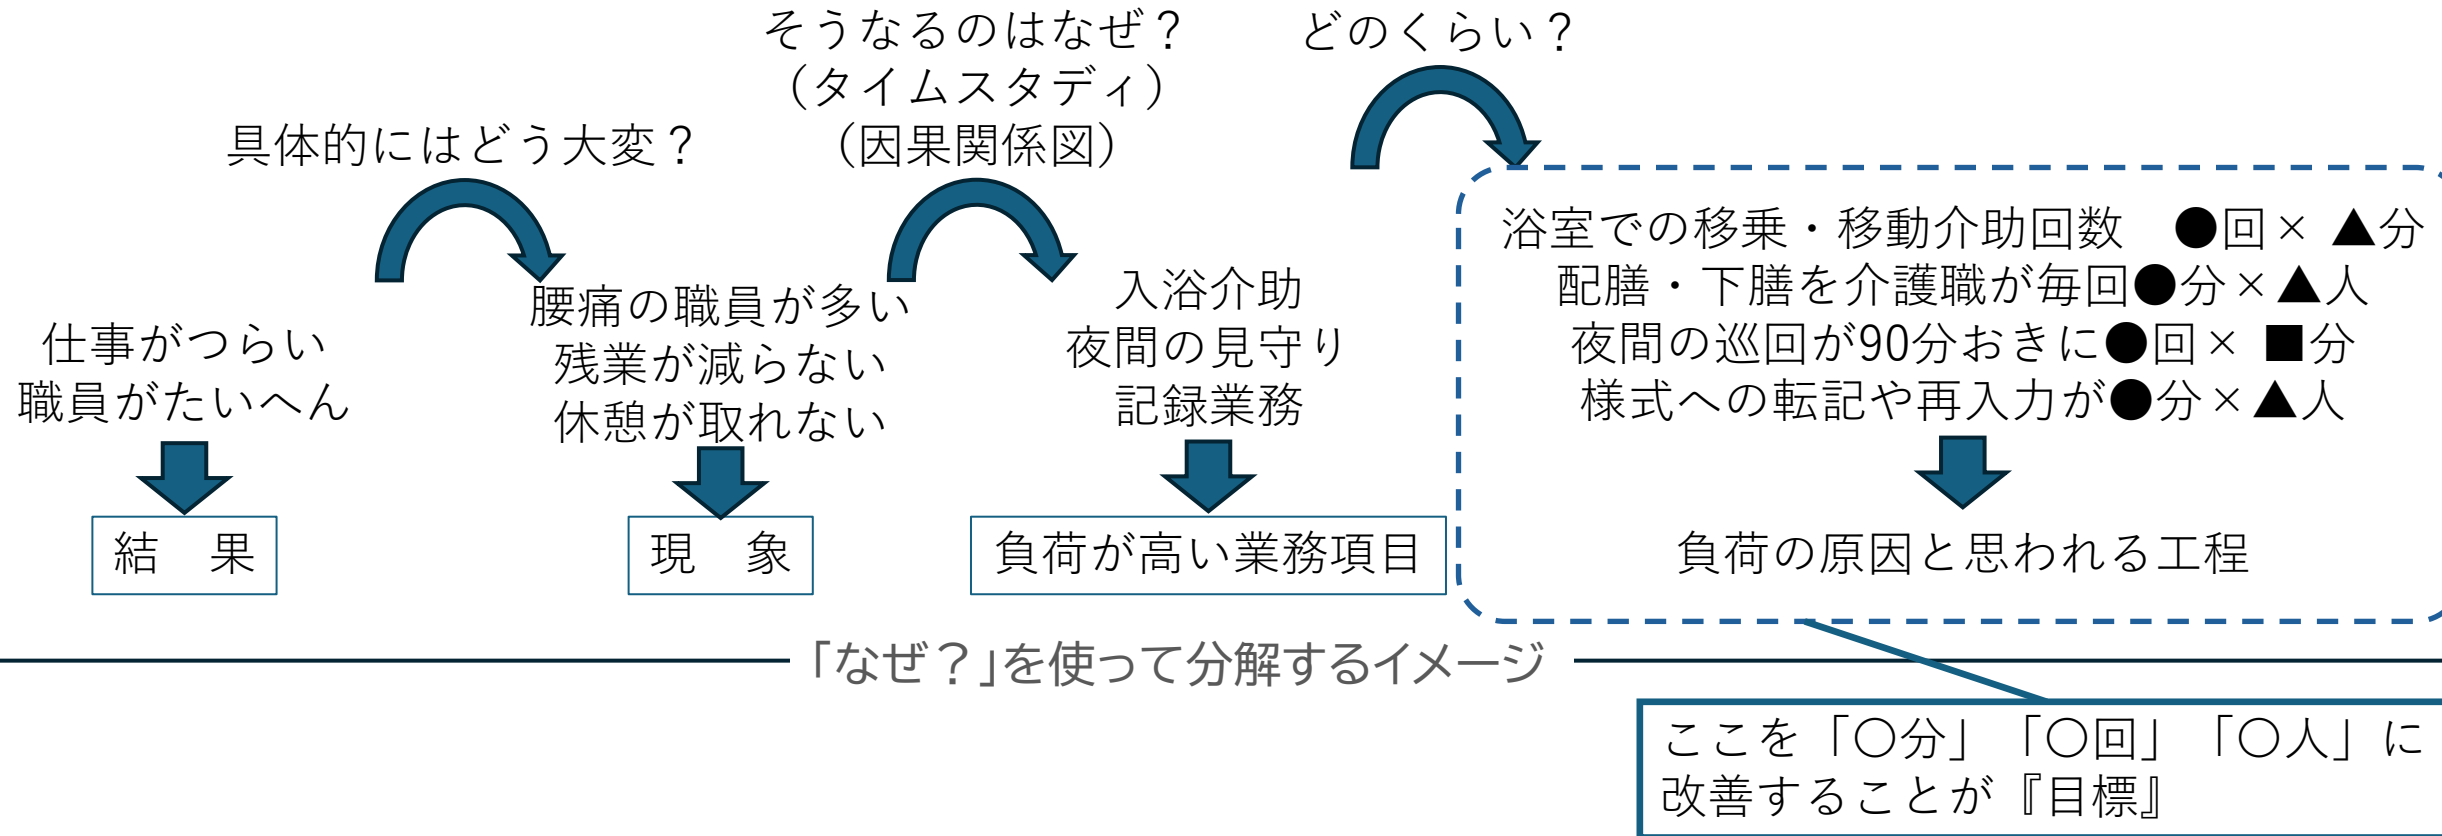 そうなるのはなぜ？
（タイムスタディ）
（因果関係図）
どのくらい？
具体的にはどう大変？
仕事がつらい
職員がたいへん
結　果
腰痛の職員が多い
残業が減らない
休憩が取れない
現　象
入浴介助
夜間の見守り
記録業務
負荷が高い業務項目
浴室での移乗・移動介助回数　●回× ▲分
配膳・下膳を介護職が毎回●分×▲人
夜間の巡回が90分おきに●回× ■分
様式への転記や再入力が●分×▲人
負荷の原因と思われる工程
「なぜ？」を使って分解するイメージ
ここを「〇分」「〇回」「〇人」に
改善することが『目標』